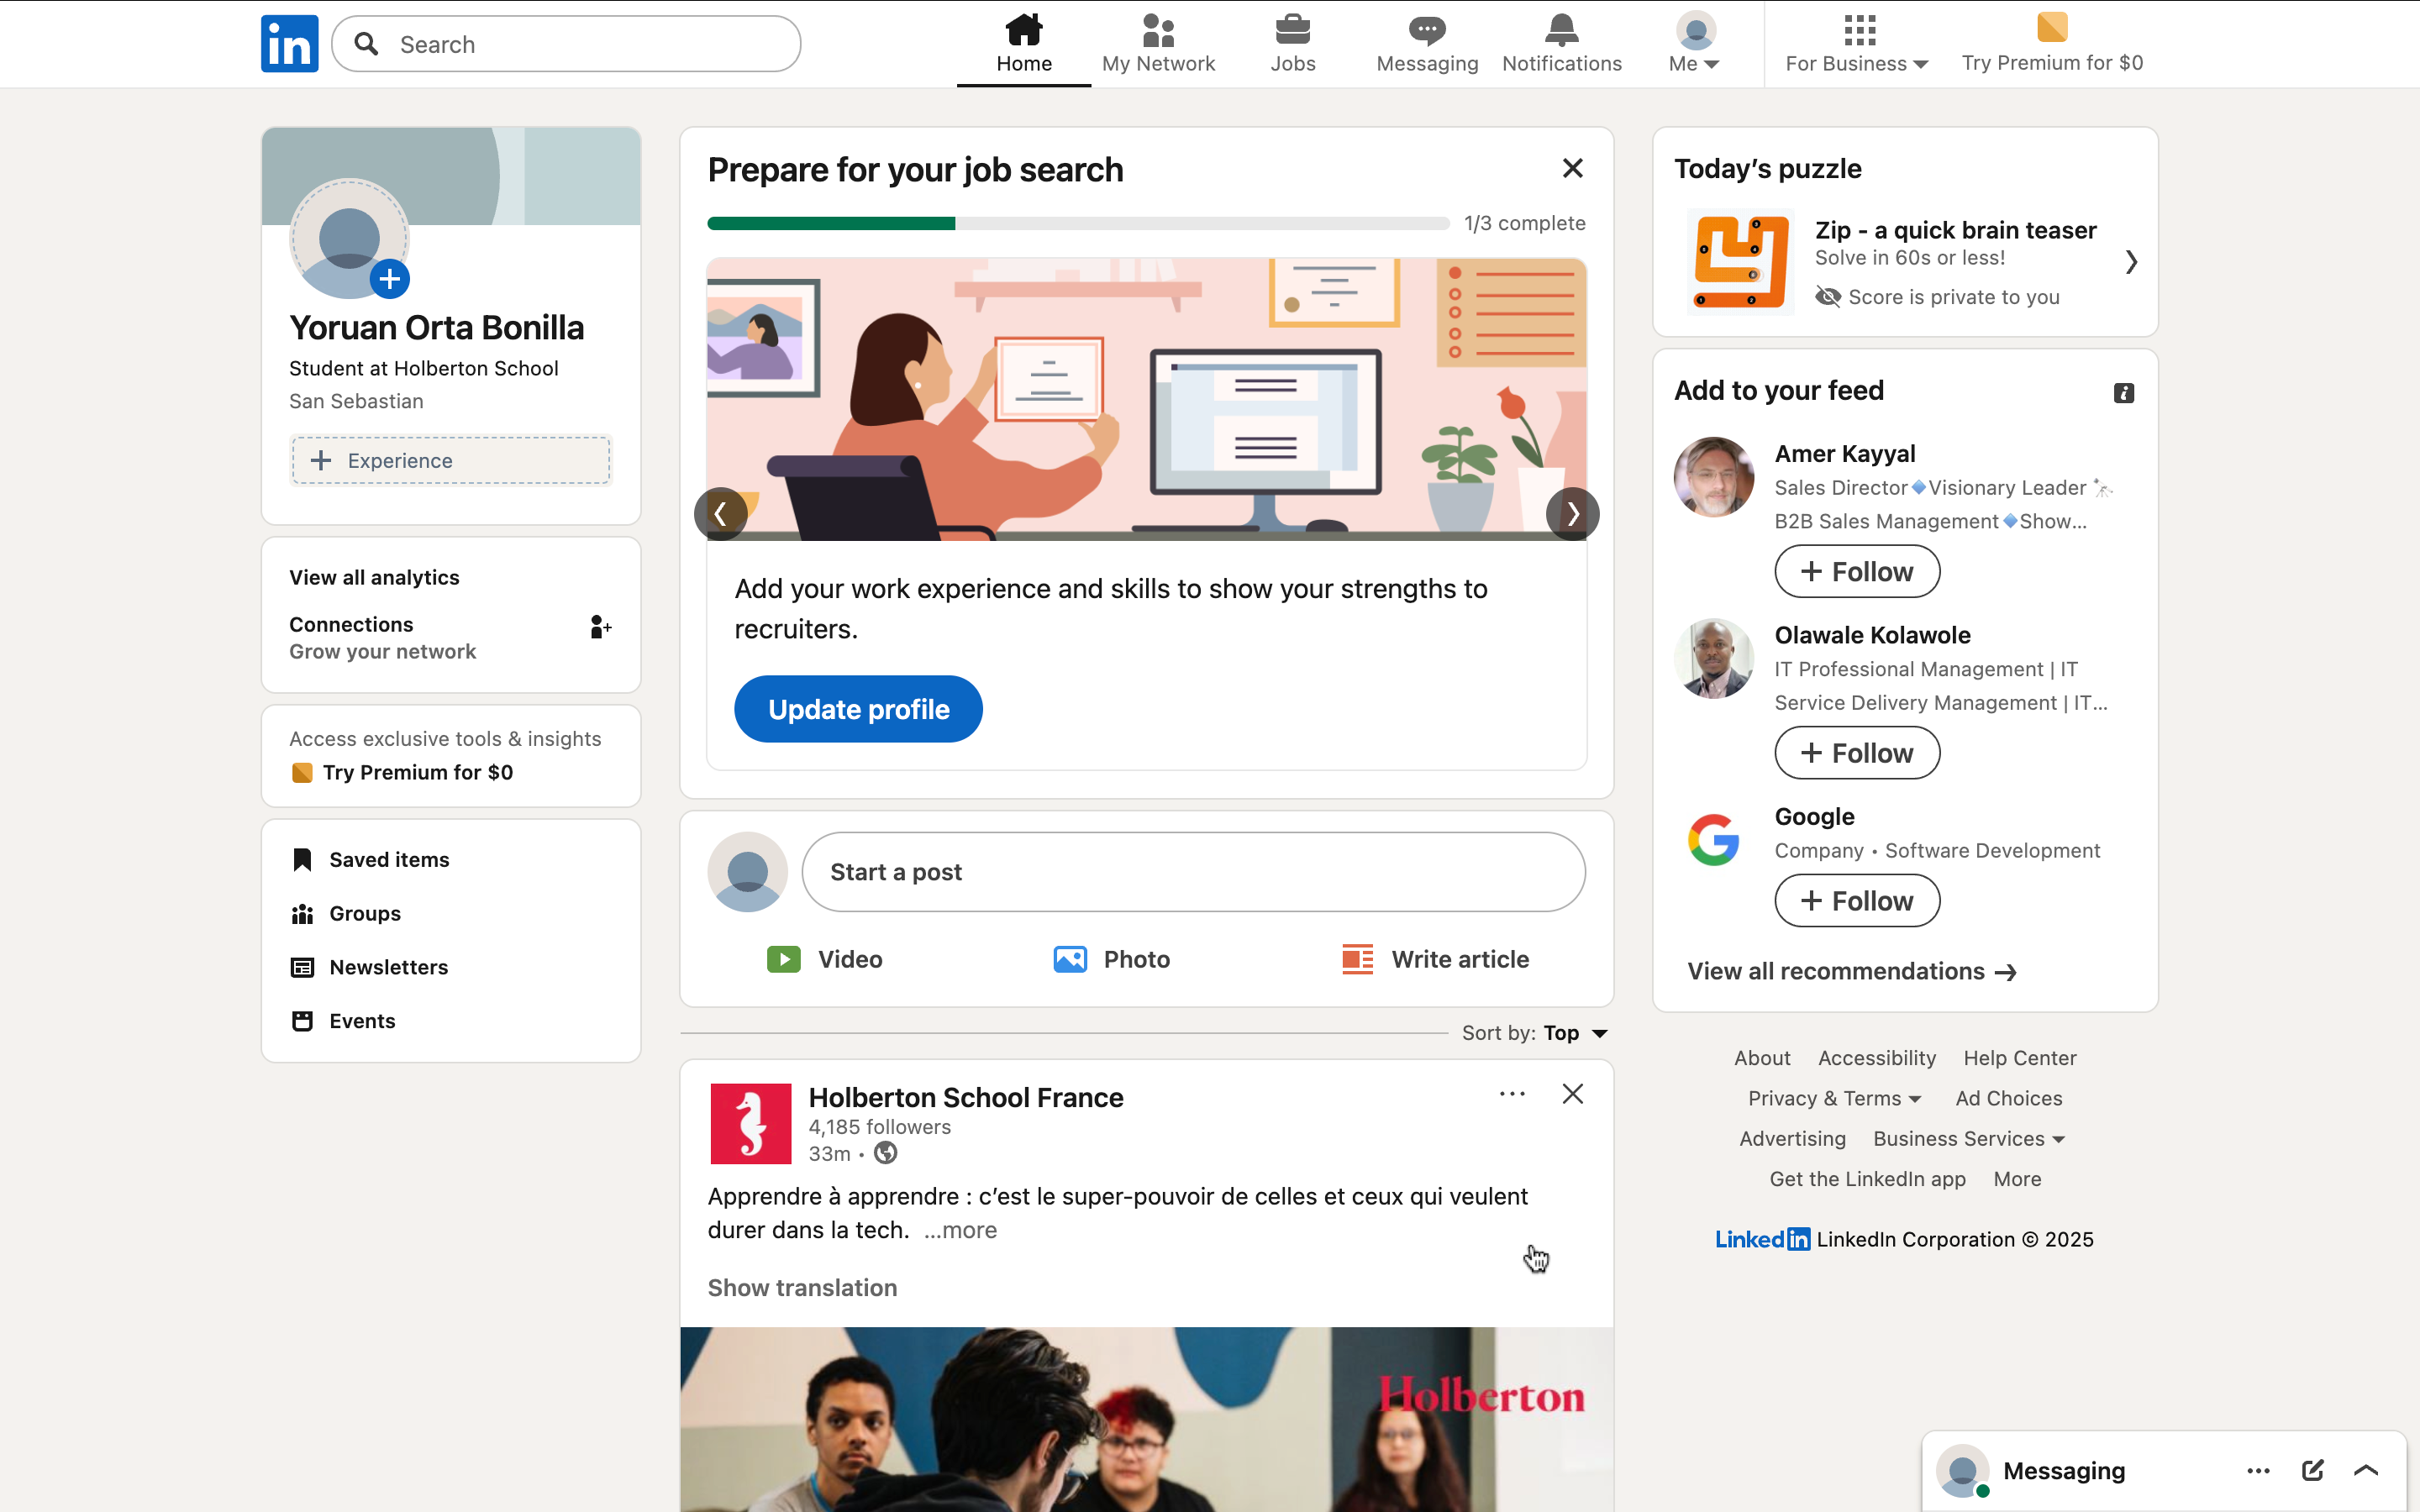 in
Search
Home
My Network
Jobs
Messaging
Notifications
Me
For Business
Try Premium for $0
Yoruan Orta Bonilla
Student at Holberton School
San Sebastian
Experience
View all analytics
Connections
Grow your network
Access exclusive tools & insights
Try Premium for $0
Saved items
Groups
Newsletters
Events
Prepare for your job search
1/3 complete
Add your work experience and skills to show your strengths to
recruiters.
Update profile
Start a post
Video
Photo
Write article
Sort by: Top
Holberton School France
4,185 followers
33m •
Apprendre à apprendre : c’est le super-pouvoir de celles et ceux qui veulent
durer dans la tech. ...more
Show translation
Holberton
Today’s puzzle
Zip - a quick brain teaser
Solve in 60s or less!
Score is private to you
Add to your feed
Amer Kayyal
Sales Director🔹Visionary Leader 🔭
B2B Sales Management🔹Show...
+ Follow
Olawale Kolawole
IT Professional Management | IT
Service Delivery Management | IT...
+ Follow
Google
Company • Software Development
+ Follow
View all recommendations →
About Accessibility Help Center
Privacy & Terms Ad Choices
Advertising Business Services
Get the LinkedIn app More
LinkedIn LinkedIn Corporation © 2025
Messaging